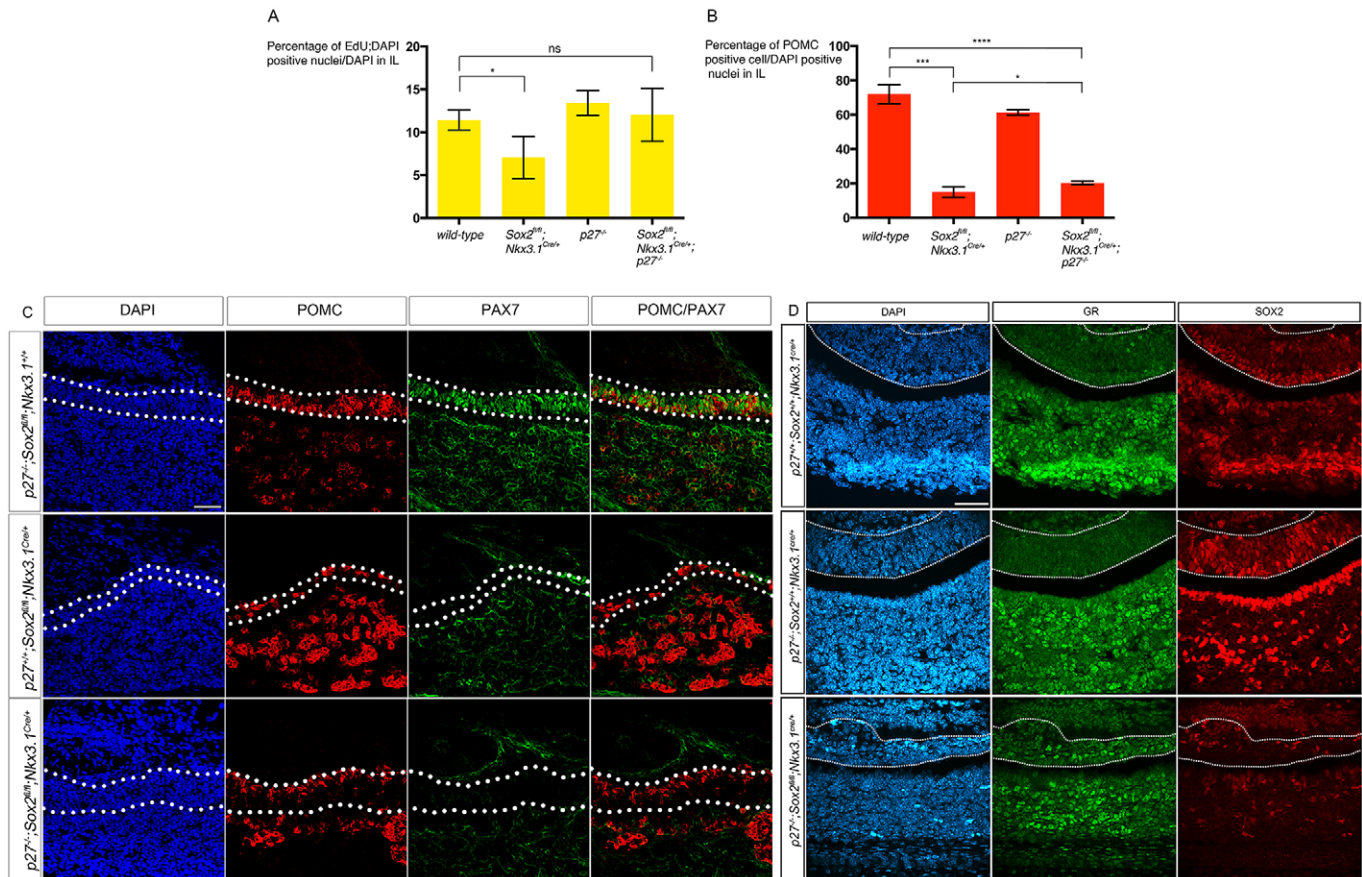 A
Percentage of EdU;DAPI
positive nuclei/DAPI in IL
20
15
10
5
0
ns
*
wild-type
Sox2fl/fl;
Nkx3.1Cre/+
p27-/-
Sox2fl/fl;
Nkx3.1Cre/+;
p27-/-
B
Percentage of POMC
positive cell/DAPI positive
nuclei in IL
100
80
60
40
20
0
****
***
*
wild-type
Sox2fl/fl;
Nkx3.1Cre/+
p27-/-
Sox2fl/fl;
Nkx3.1Cre/+;
p27-/-
C
DAPI
POMC
PAX7
POMC/PAX7
p27-/-;Sox2fl/fl;Nkx3.1+/+
p27+/+;Sox2fl/fl;Nkx3.1Cre/+
p27-/-;Sox2fl/fl;Nkx3.1Cre/+
D
DAPI
GR
SOX2
p27+/+;Sox2+/+;Nkx3.1cre/+
p27-/-;Sox2+/+;Nkx3.1cre/+
p27-/-;Sox2fl/fl;Nkx3.1cre/+